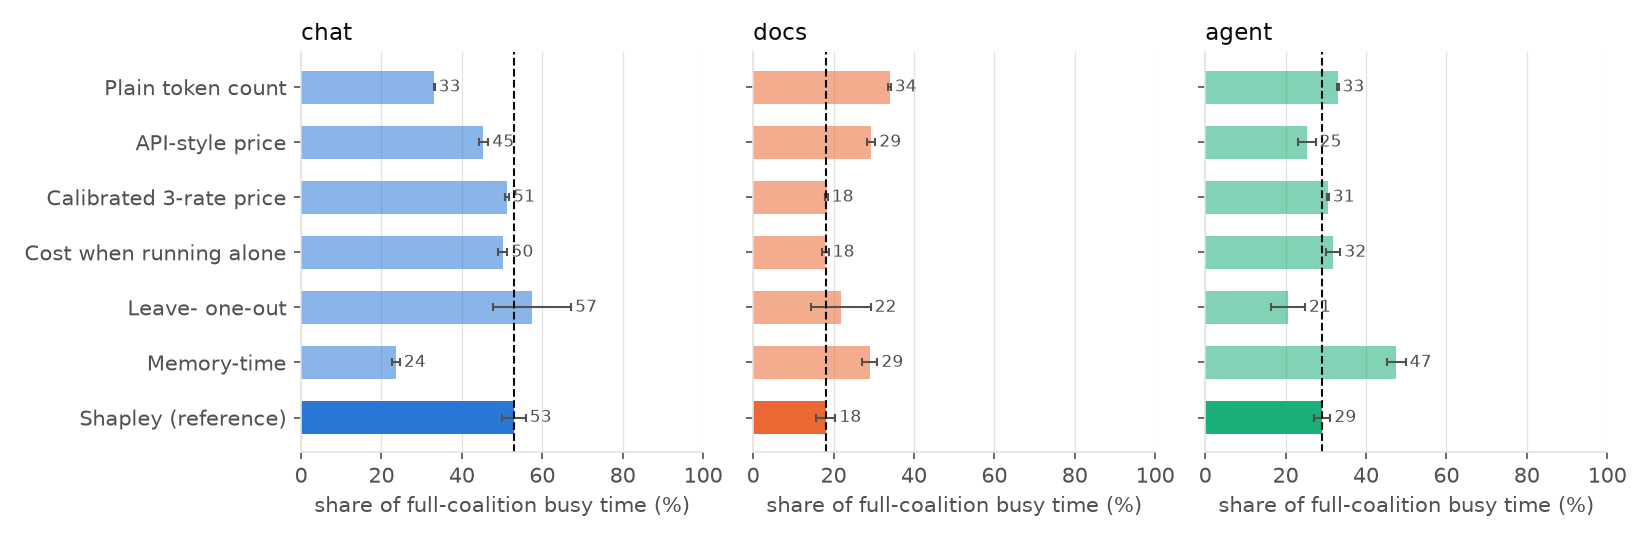 chat docs agent
Plain token count 33 34 33
API-style price 45 29 25
Calibrated 3-rate price 51 18 31
Cost when running alone 50 18 32
Leave- one-out 57 22 21
Memory-time 24 29 47
Shapley (reference) 53 18 29
0 20 40 60 80 100 0 20 40 60 80 100 0 20 40 60 80 100
share of full-coalition busy time (%) share of full-coalition busy time (%) share of full-coalition busy time (%)